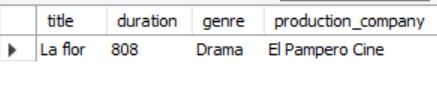 title duration genre production_company
La flor 808 Drama El Pampero Cine